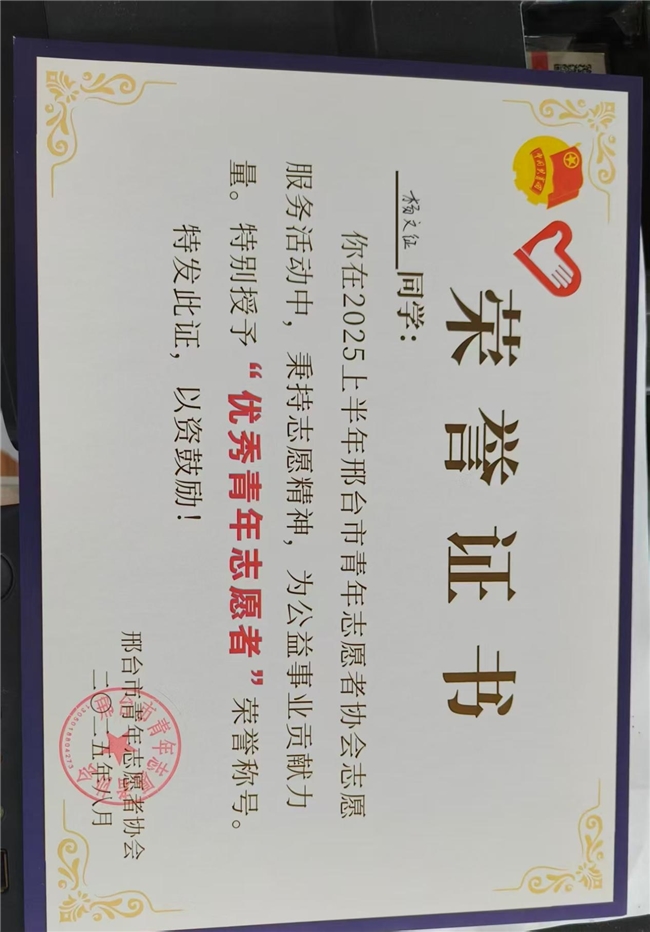 荣誉证书
杨文征 同学：
你在2025上半年邢台市青年志愿者协会志愿
服务活动中，秉持志愿精神，为公益事业贡献力
量。特别授予“优秀青年志愿者”荣誉称号。
特发此证，以资鼓励！
邢台市青年志愿者协会
二〇二五年八月